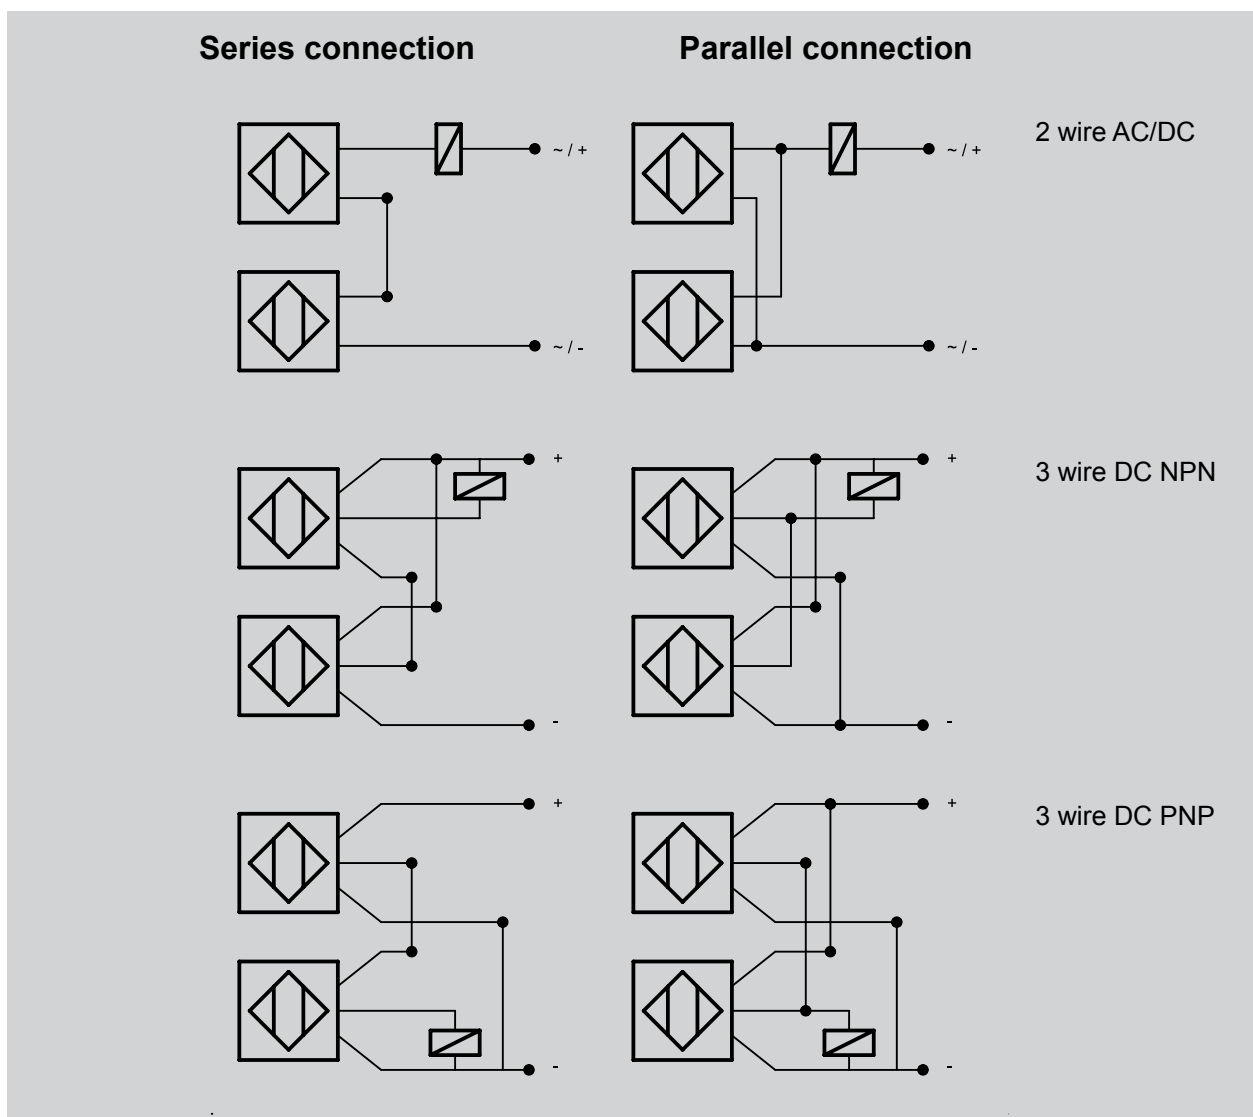 Series connection
Parallel connection
~ / +
~ / +
2 wire AC/DC
~ / -
~ / -
+
+
3 wire DC NPN
-
-
+
+
3 wire DC PNP
-
-